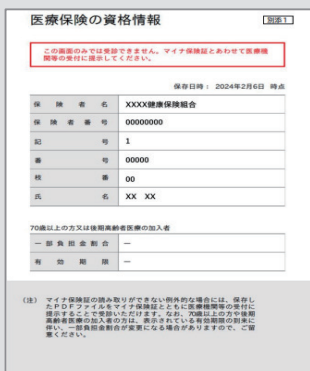 医療保険の資格情報
別添1
この画面のみでは受診できません。マイナ保険証とあわせて医療機
関等の受付に提示してください。
保存日時： 2024年2月6日 時点
保険者名 XXXX健康保険組合
保険者番号 00000000
記号 1
番号 00000
枝番 00
氏名 XX XX
70歳以上の方又は後期高齢者医療の加入者
一部負担金割合 ―
有効期限 ―
(注) マイナ保険証の読み取りができない例外的な場合には、保存し
たPDFファイルをマイナ保険証とともに医療機関等の受付に
提示することで受診いただけます。なお、70歳以上の方や後期
高齢者医療の加入者の方は、表示されている有効期限の到来に
伴い、一部負担金割合が変更になる場合がありますので、ご留
意ください。